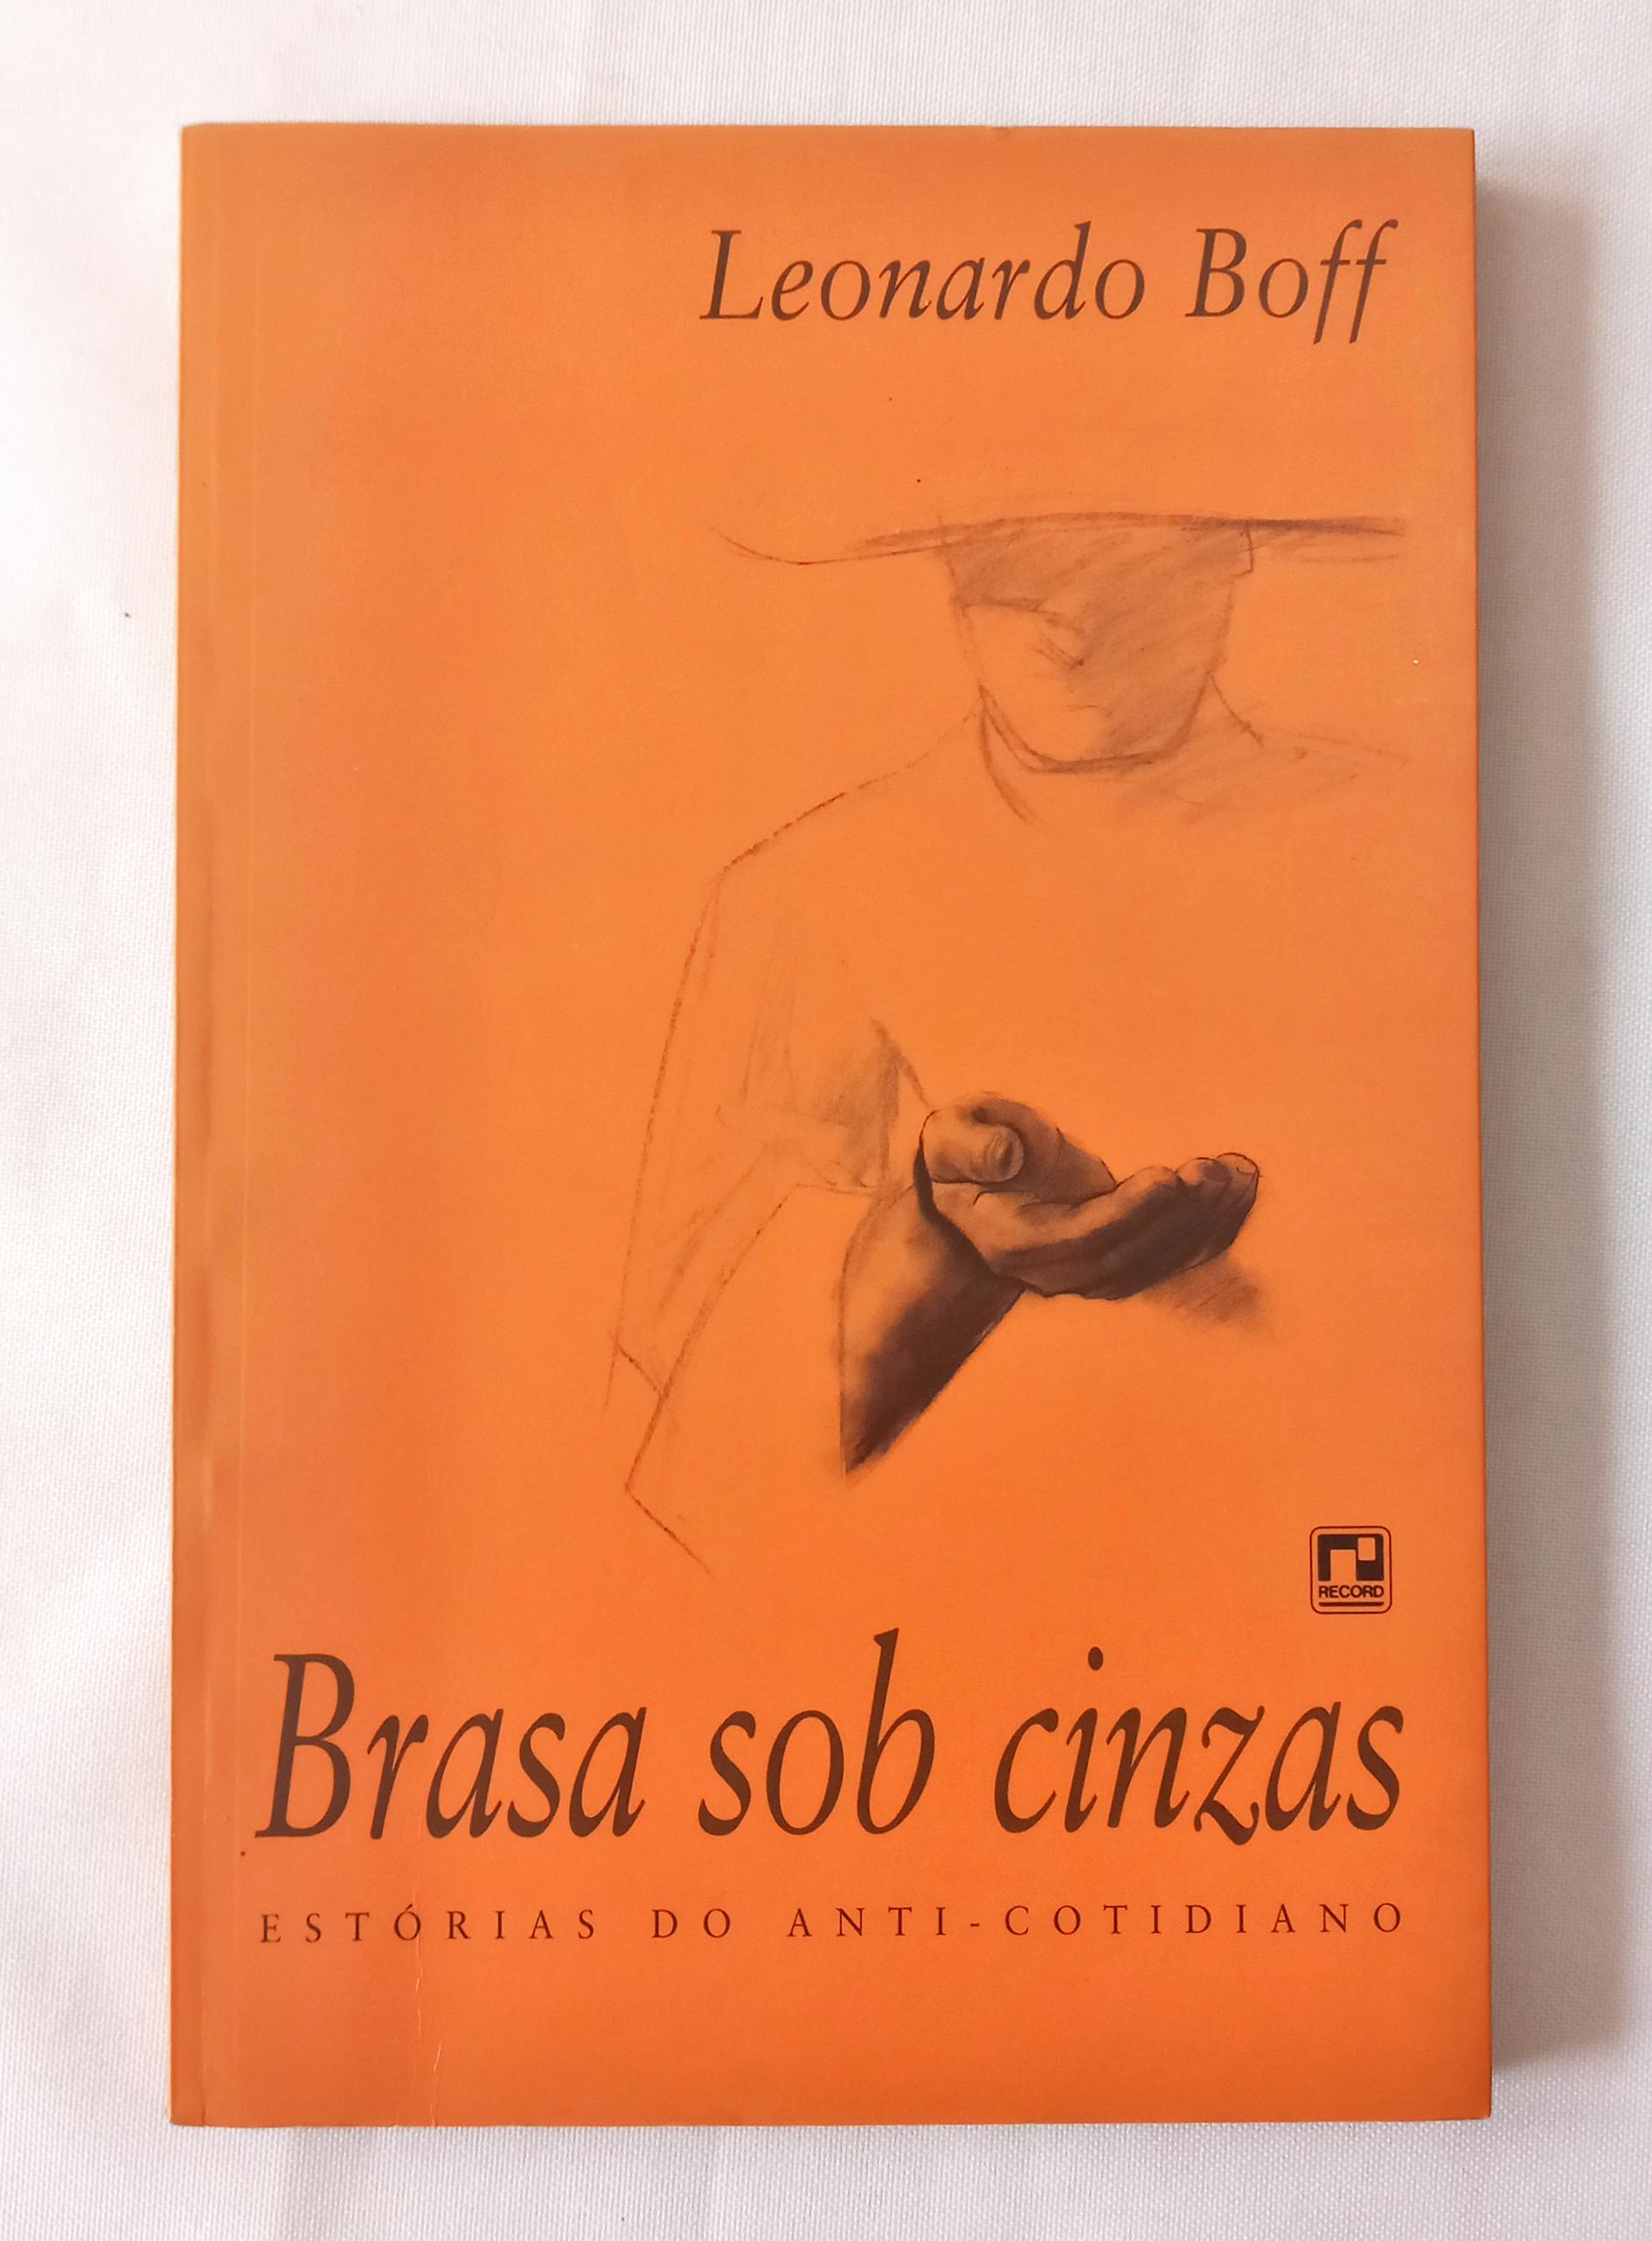 Leonardo Boff
RECORD
Brasa sob cinzas
ESTÓRIAS DO ANTI-COTIDIANO